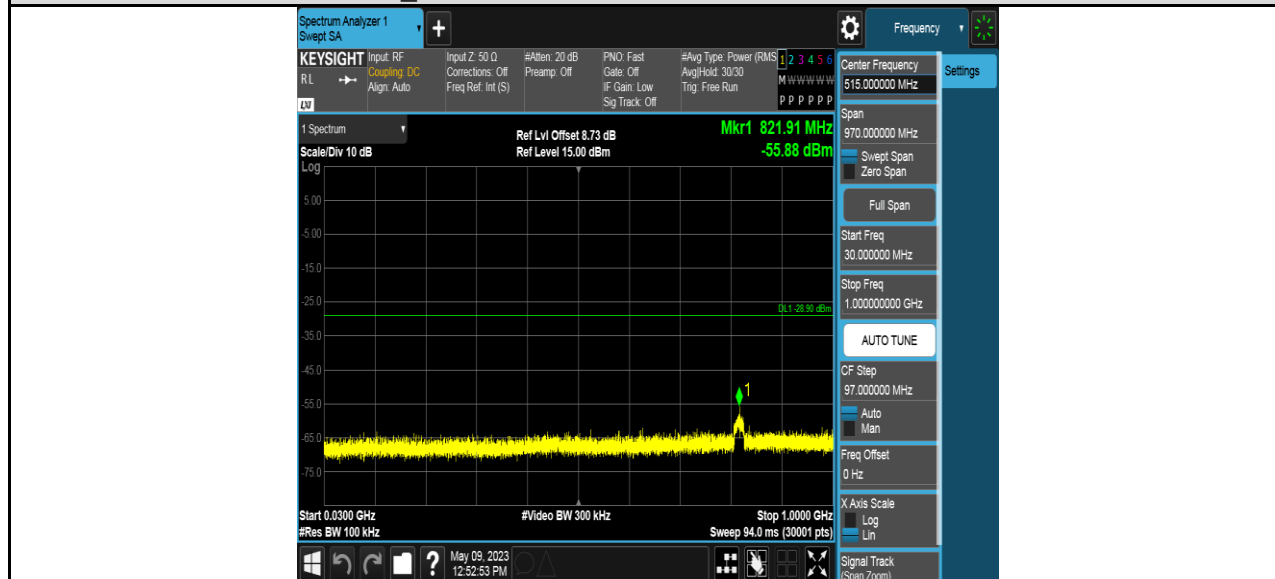 Spectrum Analyzer 1
Swept SA
+
Frequency
KEYSIGHT
RL
LXI
Input: RF
Coupling: DC
Align: Auto
Input Z: 50 Ω
Corrections: Off
Freq Ref: Int (S)
#Atten: 20 dB
Preamp: Off
PNO: Fast
Gate: Off
IF Gain: Low
Sig Track: Off
#Avg Type: Power (RMS
Avg|Hold: 30/30
Trig: Free Run
1 2 3 4 5 6
M W W W W W
P P P P P P
1 Spectrum
Scale/Div 10 dB
Log
Ref Lvl Offset 8.73 dB
Ref Level 15.00 dBm
Mkr1 821.91 MHz
-55.88 dBm
5.00
-5.00
-15.0
-25.0
DL1 -28.90 dBm
-35.0
-45.0
1
-55.0
-65.0
-75.0
Start 0.0300 GHz
#Res BW 100 kHz
#Video BW 300 kHz
Stop 1.0000 GHz
Sweep 94.0 ms (30001 pts)
?
May 09, 2023
12:52:53 PM
Center Frequency
515.000000 MHz
Settings
Span
970.000000 MHz
Swept Span
Zero Span
Full Span
Start Freq
30.000000 MHz
Stop Freq
1.000000000 GHz
AUTO TUNE
CF Step
97.000000 MHz
Auto
Man
Freq Offset
0 Hz
X Axis Scale
Log
Lin
Signal Track
(Span Zoom)